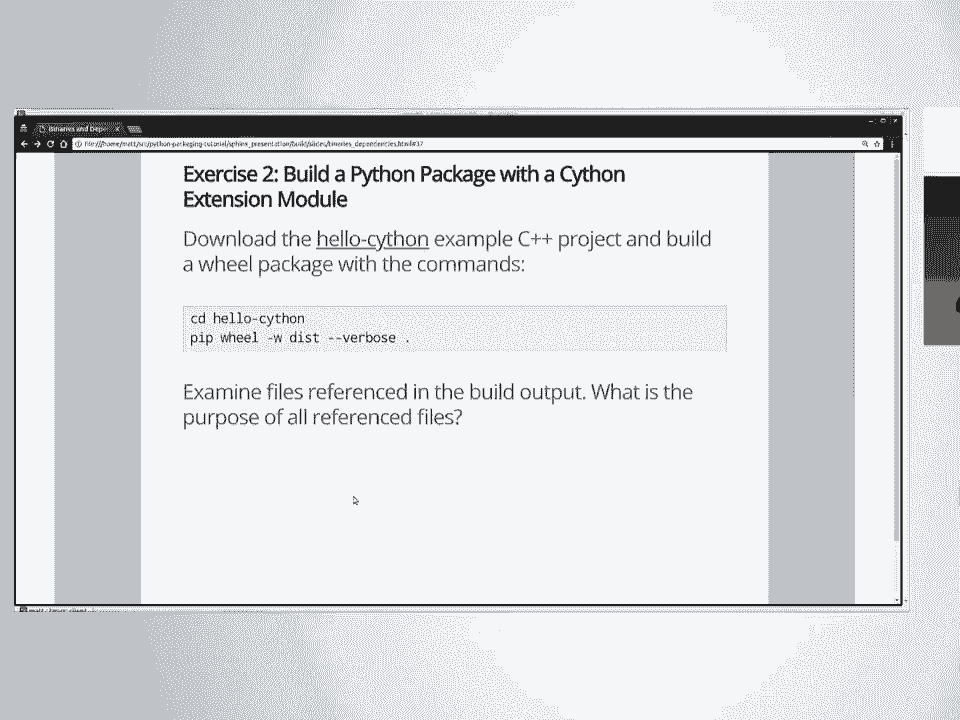 Binaries and Depe
file:///home/matt/src/python-packaging-tutorial/sphinx_presentation/build/slides/binaries_dependencies.html#37
Exercise 2: Build a Python Package with a Cython
Extension Module
Download the hello-cython example C++ project and build
a wheel package with the commands:
cd hello-cython
pip wheel -w dist --verbose .
Examine files referenced in the build output. What is the
purpose of all referenced files?